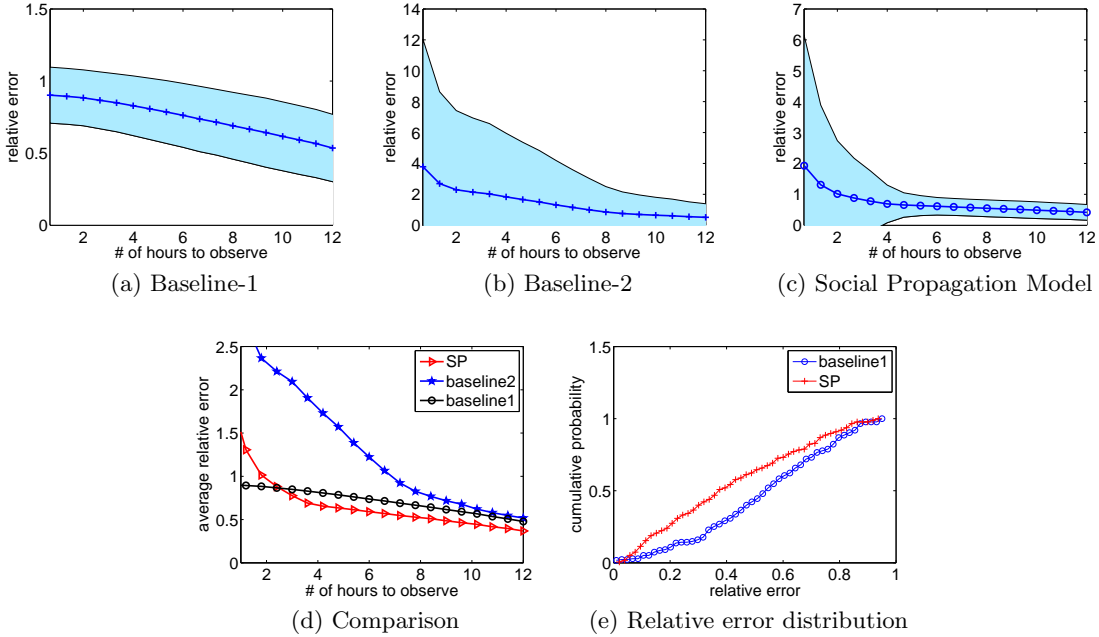 1.5
1
0.5
0
relative error
2 4 6 8 10 12
# of hours to observe
(a) Baseline-1
14
12
10
8
6
4
2
0
relative error
2 4 6 8 10 12
# of hours to observe
(b) Baseline-2
7
6
5
4
3
2
1
0
relative error
2 4 6 8 10 12
# of hours to observe
(c) Social Propagation Model
2.5
2
1.5
1
0.5
0
average relative error
SP
baseline2
baseline1
2 4 6 8 10 12
# of hours to observe
(d) Comparison
1.5
1.0
0.5
0
cumulative probability
baseline1
SP
0 0.2 0.4 0.6 0.8 1
relative error
(e) Relative error distribution